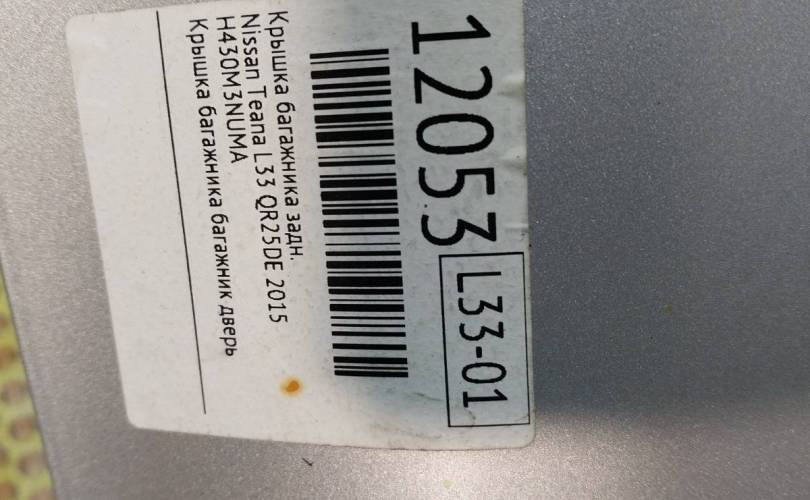 12053 L33-01
Крышка багажника задн.
Nissan Teana L33 QR25DE 2015
H430M3NUMA
Крышка багажника багажник дверь